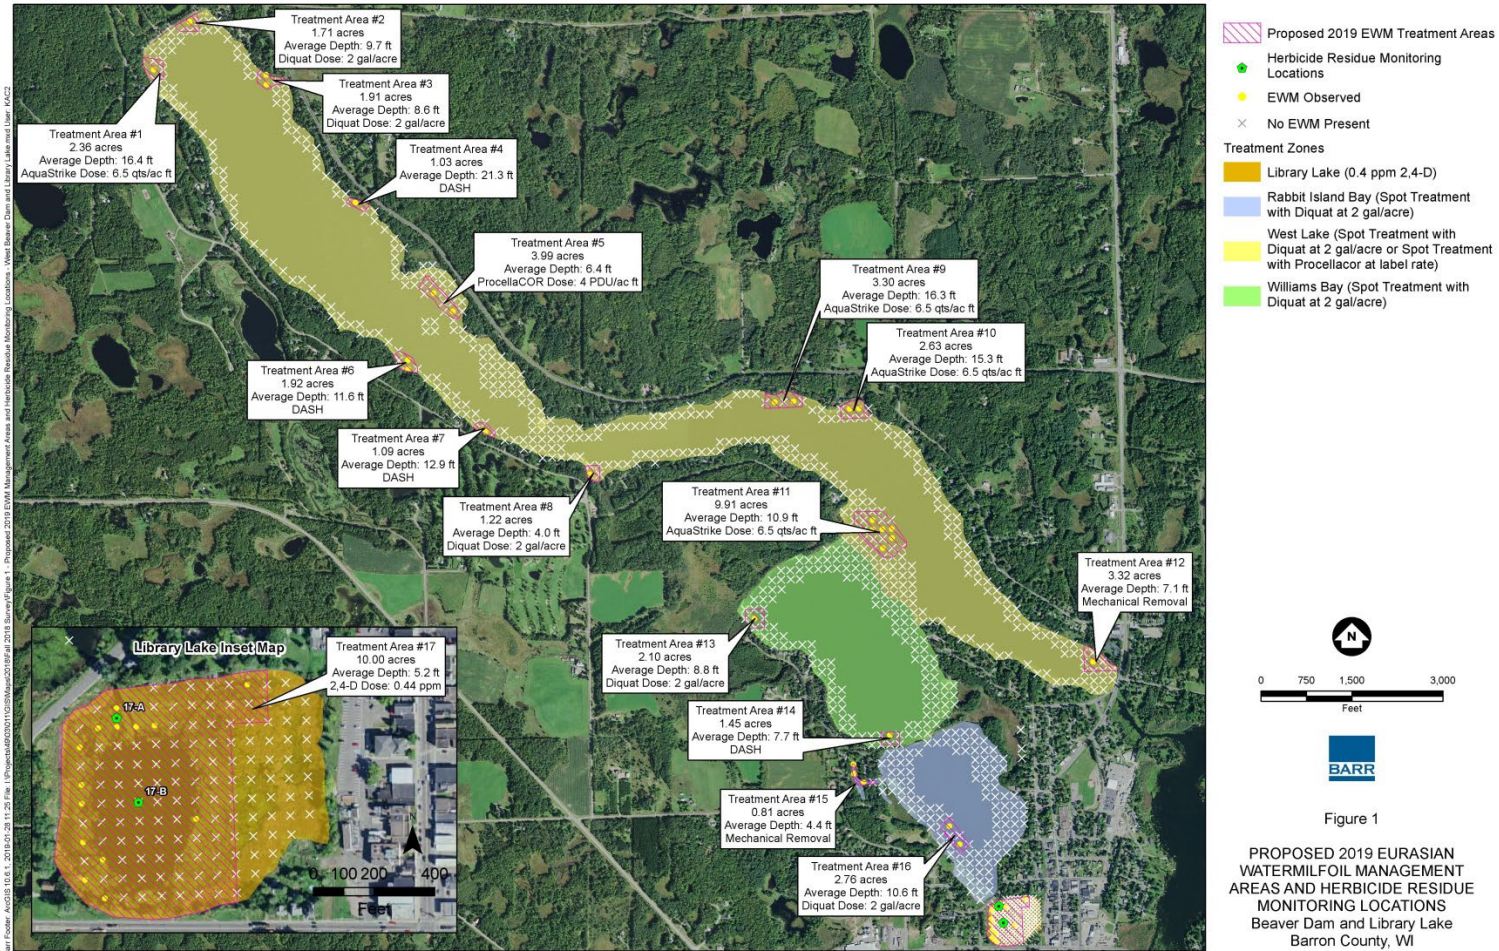 Treatment Area #2
1.71 acres
Average Depth: 9.7 ft
Diquat Dose: 2 gal/acre
Treatment Area #3
1.91 acres
Average Depth: 8.6 ft
Diquat Dose: 2 gal/acre
Treatment Area #1
2.36 acres
Average Depth: 16.4 ft
AquaStrike Dose: 6.5 qts/ac ft
Treatment Area #4
1.03 acres
Average Depth: 21.3 ft
DASH
Treatment Area #5
3.99 acres
Average Depth: 6.4 ft
ProcellaCOR Dose: 4 PDU/ac ft
Treatment Area #9
3.30 acres
Average Depth: 16.3 ft
AquaStrike Dose: 6.5 qts/ac ft
Treatment Area #10
2.63 acres
Average Depth: 15.3 ft
AquaStrike Dose: 6.5 qts/ac ft
Treatment Area #6
1.92 acres
Average Depth: 11.6 ft
DASH
Treatment Area #7
1.09 acres
Average Depth: 12.9 ft
DASH
Treatment Area #8
1.22 acres
Average Depth: 4.0 ft
Diquat Dose: 2 gal/acre
Treatment Area #11
9.91 acres
Average Depth: 10.9 ft
AquaStrike Dose: 6.5 qts/ac ft
Treatment Area #12
3.32 acres
Average Depth: 7.1 ft
Mechanical Removal
Treatment Area #13
2.10 acres
Average Depth: 8.8 ft
Diquat Dose: 2 gal/acre
Treatment Area #14
1.45 acres
Average Depth: 7.7 ft
DASH
Treatment Area #15
0.81 acres
Average Depth: 4.4 ft
Mechanical Removal
Treatment Area #16
2.76 acres
Average Depth: 10.6 ft
Diquat Dose: 2 gal/acre
Library Lake Inset Map
Treatment Area #17
10.00 acres
Average Depth: 5.2 ft
2,4-D Dose: 0.44 ppm
17-A
17-B
0 100 200 400
Feet
Proposed 2019 EWM Treatment Areas
Herbicide Residue Monitoring
Locations
EWM Observed
No EWM Present
Treatment Zones
Library Lake (0.4 ppm 2,4-D)
Rabbit Island Bay (Spot Treatment
with Diquat at 2 gal/acre)
West Lake (Spot Treatment with
Diquat at 2 gal/acre or Spot Treatment
with Procellacor at label rate)
Williams Bay (Spot Treatment with
Diquat at 2 gal/acre)
N
0 750 1,500 3,000
Feet
BARR
Figure 1
PROPOSED 2019 EURASIAN
WATERMILFOIL MANAGEMENT
AREAS AND HERBICIDE RESIDUE
MONITORING LOCATIONS
Beaver Dam and Library Lake
Barron County, WI